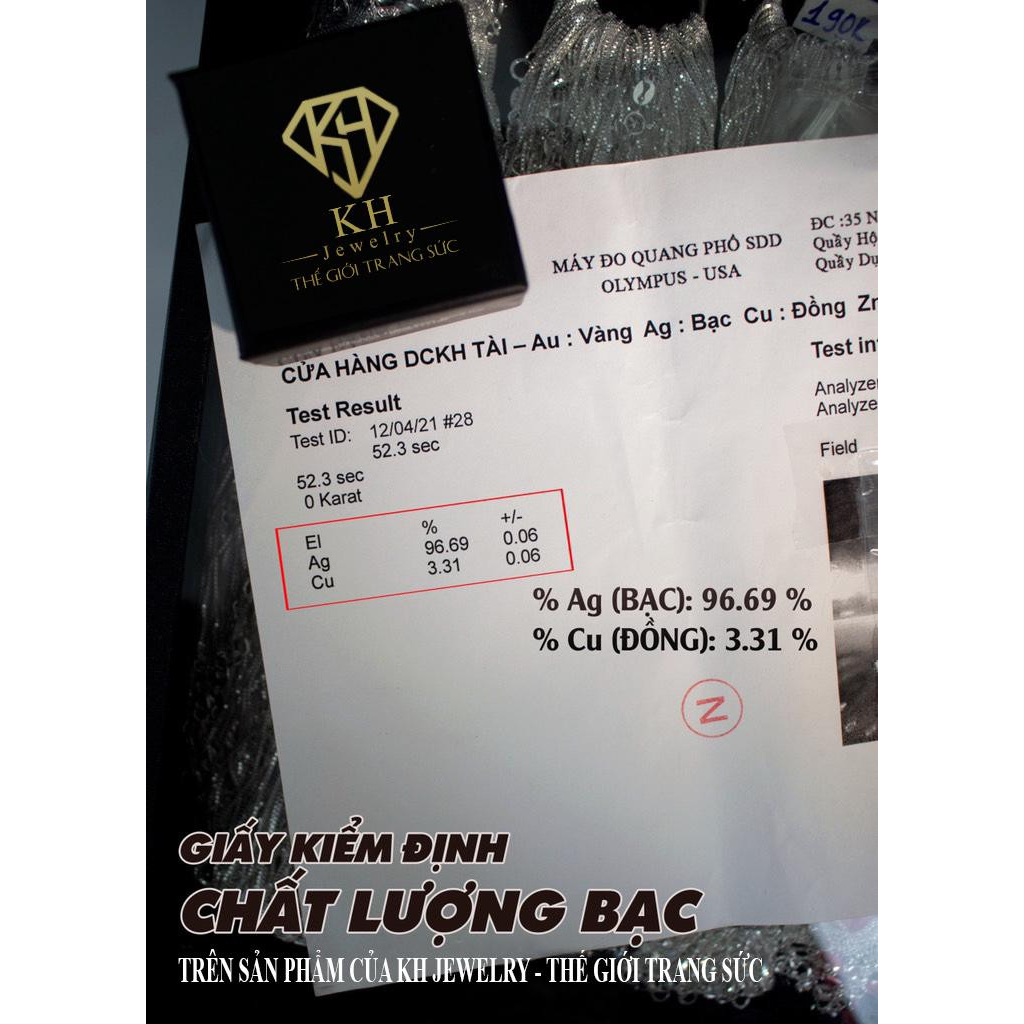 190K
KH
KH
Jewelry
THẾ GIỚI TRANG SỨC
MÁY ĐO QUANG PHỔ SDD
OLYMPUS - USA
ĐC :35 N
Quầy Hộ
Quầy Dụ
CỬA HÀNG DCKH TÀI – Au : Vàng Ag : Bạc Cu : Đồng Zn
Test Result
Test ID: 12/04/21 #28
52.3 sec
52.3 sec
0 Karat
Test in
Analyze
Analyze
Field
El % +/-
Ag 96.69 0.06
Cu 3.31 0.06
% Ag (BẠC): 96.69 %
% Cu (ĐỒNG): 3.31 %
N
GIẤY KIỂM ĐỊNH
CHẤT LƯỢNG BẠC
TRÊN SẢN PHẨM CỦA KH JEWELRY - THẾ GIỚI TRANG SỨC